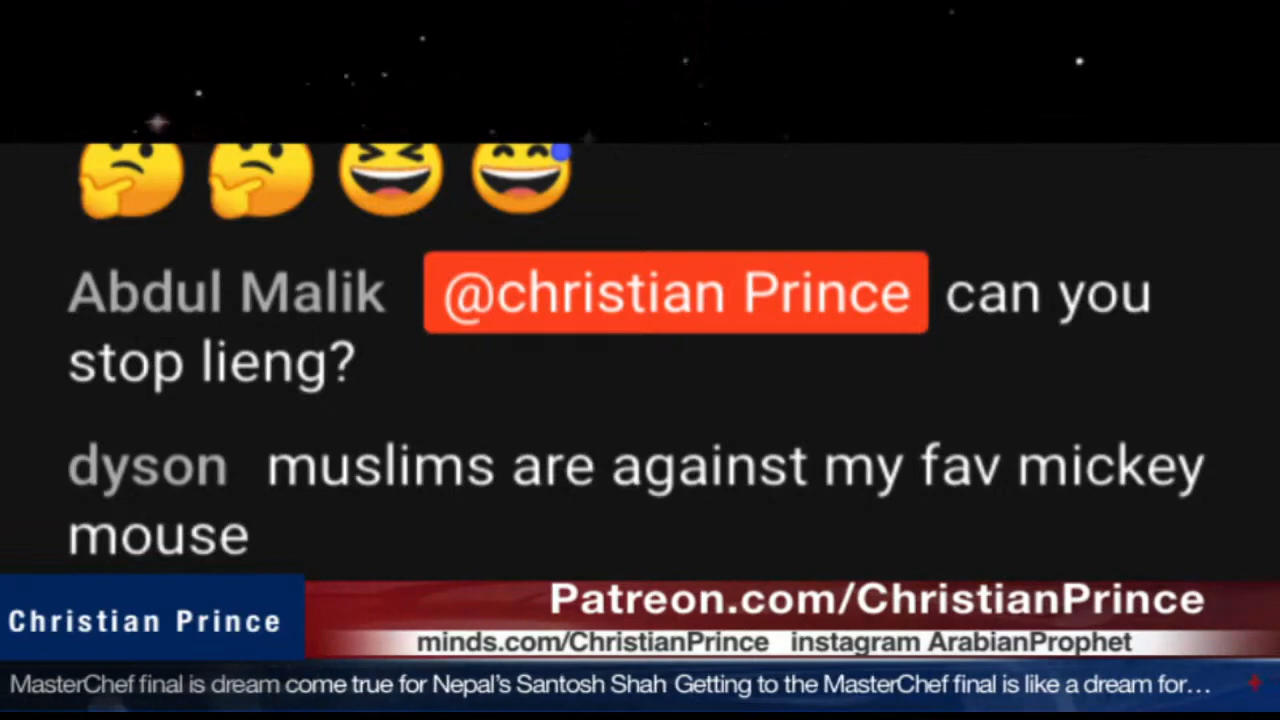 Abdul Malik @christian Prince can you
stop lieng?
dyson muslims are against my fav mickey
mouse
Patreon.com/ChristianPrince
Christian Prince
minds.com/ChristianPrince instagram ArabianProphet
MasterChef final is dream come true for Nepal's Santosh Shah Getting to the MasterChef final is like a dream for…